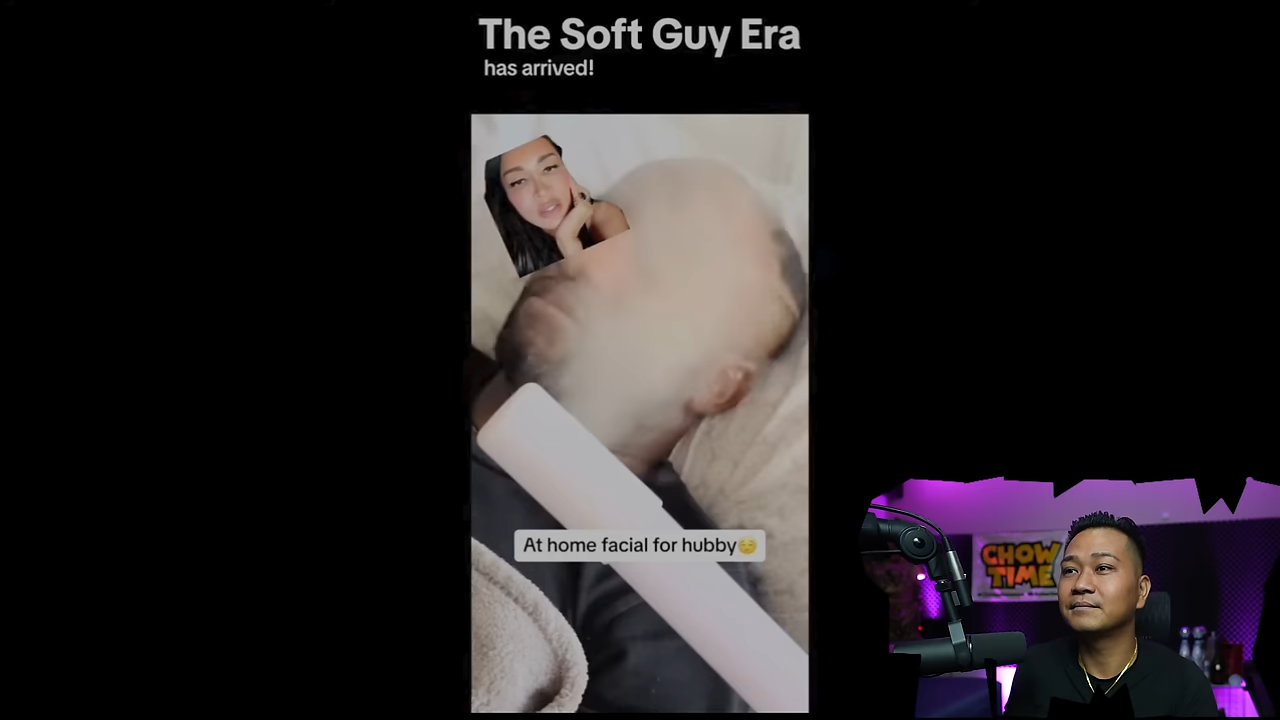 The Soft Guy Era
has arrived!
At home facial for hubby😌
CHOW
TIME